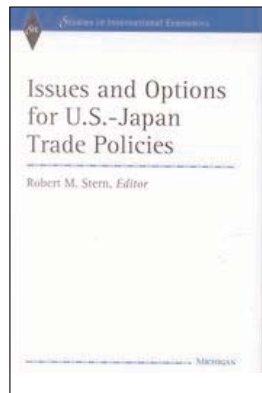 Studies in International Economics
Issues and Options
for U.S.-Japan
Trade Policies
Robert M. Stern, Editor
MICHIGAN